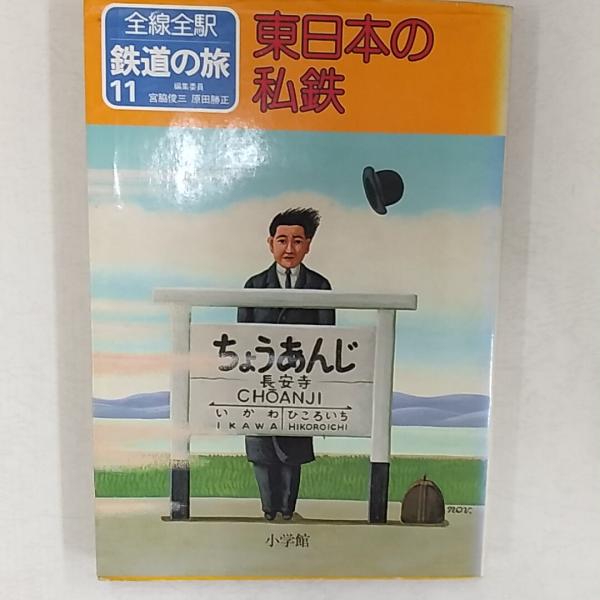 全線全駅
鉄道の旅
11
編集委員
宮脇俊三 原田勝正
東日本の
私鉄
ちょうあんじ
長安寺
CHŌANJI
いかわ ひころいち
IKAWA HIKOROICHI
nov.
小学館